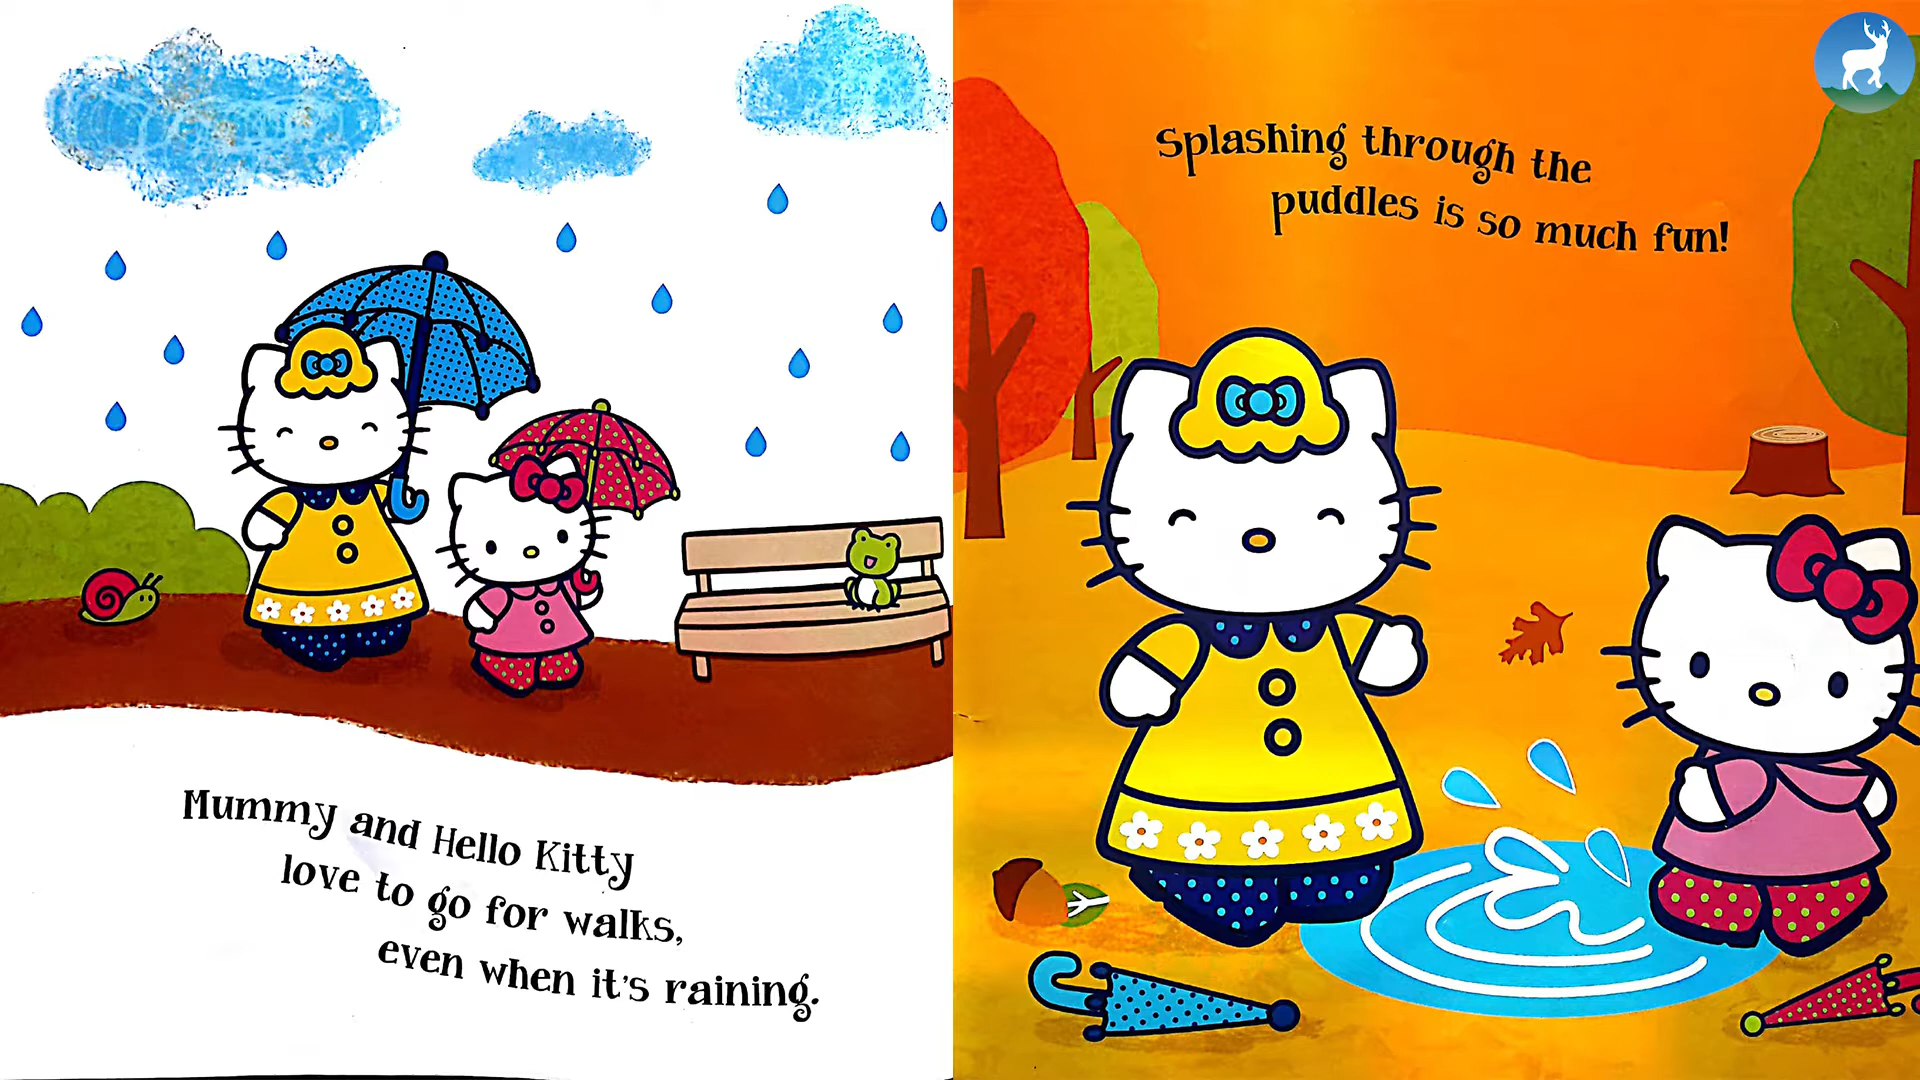 Mummy and Hello Kitty
love to go for walks,
even when it's raining.
Splashing through the
puddles is so much fun!